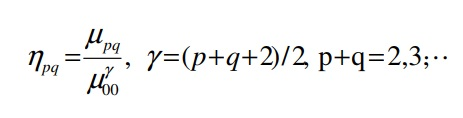 η_pq = μ_pq / μ_00^γ, γ=(p+q+2)/2, p+q=2,3;··